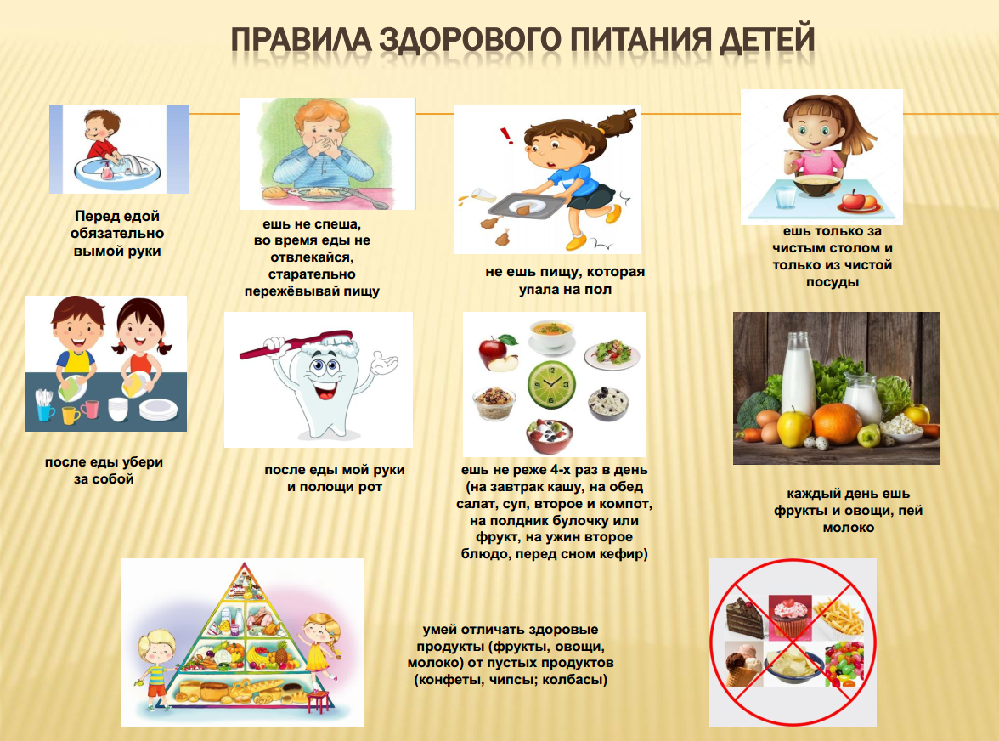 ПРАВИЛА ЗДОРОВОГО ПИТАНИЯ ДЕТЕЙ
Перед едой
обязательно
вымой руки
ешь не спеша,
во время еды не
отвлекайся,
старательно
пережёвывай пищу
не ешь пищу, которая
упала на пол
ешь только за
чистым столом и
только из чистой
посуды
после еды убери
за собой
после еды мой руки
и полощи рот
ешь не реже 4-х раз в день
(на завтрак кашу, на обед
салат, суп, второе и компот,
на полдник булочку или
фрукт, на ужин второе
блюдо, перед сном кефир)
каждый день ешь
фрукты и овощи, пей
молоко
умей отличать здоровые
продукты (фрукты, овощи,
молоко) от пустых продуктов
(конфеты, чипсы; колбасы)